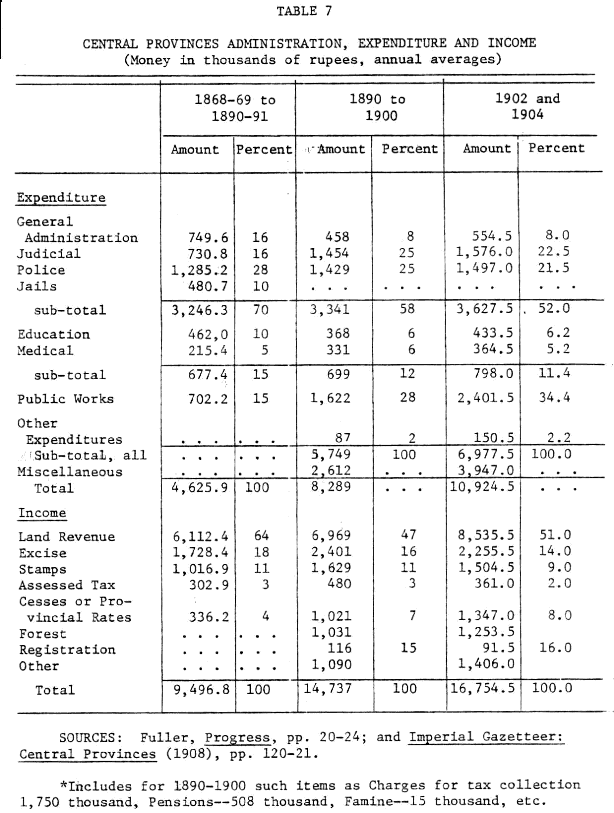 TABLE 7
CENTRAL PROVINCES ADMINISTRATION, EXPENDITURE AND INCOME
(Money in thousands of rupees, annual averages)
1868-69 to 1890 to 1902 and
1890-91 1900 1904
Amount Percent Amount Percent Amount Percent
Expenditure
General
Administration 749.6 16 458 8 554.5 8.0
Judicial 730.8 16 1,454 25 1,576.0 22.5
Police 1,285.2 28 1,429 25 1,497.0 21.5
Jails 480.7 10 . . . . . . . . . . . .
sub-total 3,246.3 70 3,341 58 3,627.5 52.0
Education 462,0 10 368 6 433.5 6.2
Medical 215.4 5 331 6 364.5 5.2
sub-total 677.4 15 699 12 798.0 11.4
Public Works 702.2 15 1,622 28 2,401.5 34.4
Other
Expenditures . . . . . . 87 2 150.5 2.2
Sub-total, all . . . . . . 5,749 100 6,977.5 100.0
Miscellaneous . . . . . . 2,612 . . . 3,947.0 . . .
Total 4,625.9 100 8,289 . . . 10,924.5 . . .
Income
Land Revenue 6,112.4 64 6,969 47 8,535.5 51.0
Excise 1,728.4 18 2,401 16 2,255.5 14.0
Stamps 1,016.9 11 1,629 11 1,504.5 9.0
Assessed Tax 302.9 3 480 3 361.0 2.0
Cesses or Pro-
vincial Rates 336.2 4 1,021 7 1,347.0 8.0
Forest . . . . . . 1,031 1,253.5
Registration . . . . . . 116 15 91.5 16.0
Other . . . . . . 1,090 1,406.0
Total 9,496.8 100 14,737 100 16,754.5 100.0
SOURCES: Fuller, Progress, pp. 20-24; and Imperial Gazetteer:
Central Provinces (1908), pp. 120-21.
*Includes for 1890-1900 such items as Charges for tax collection
1,750 thousand, Pensions--508 thousand, Famine--15 thousand, etc.